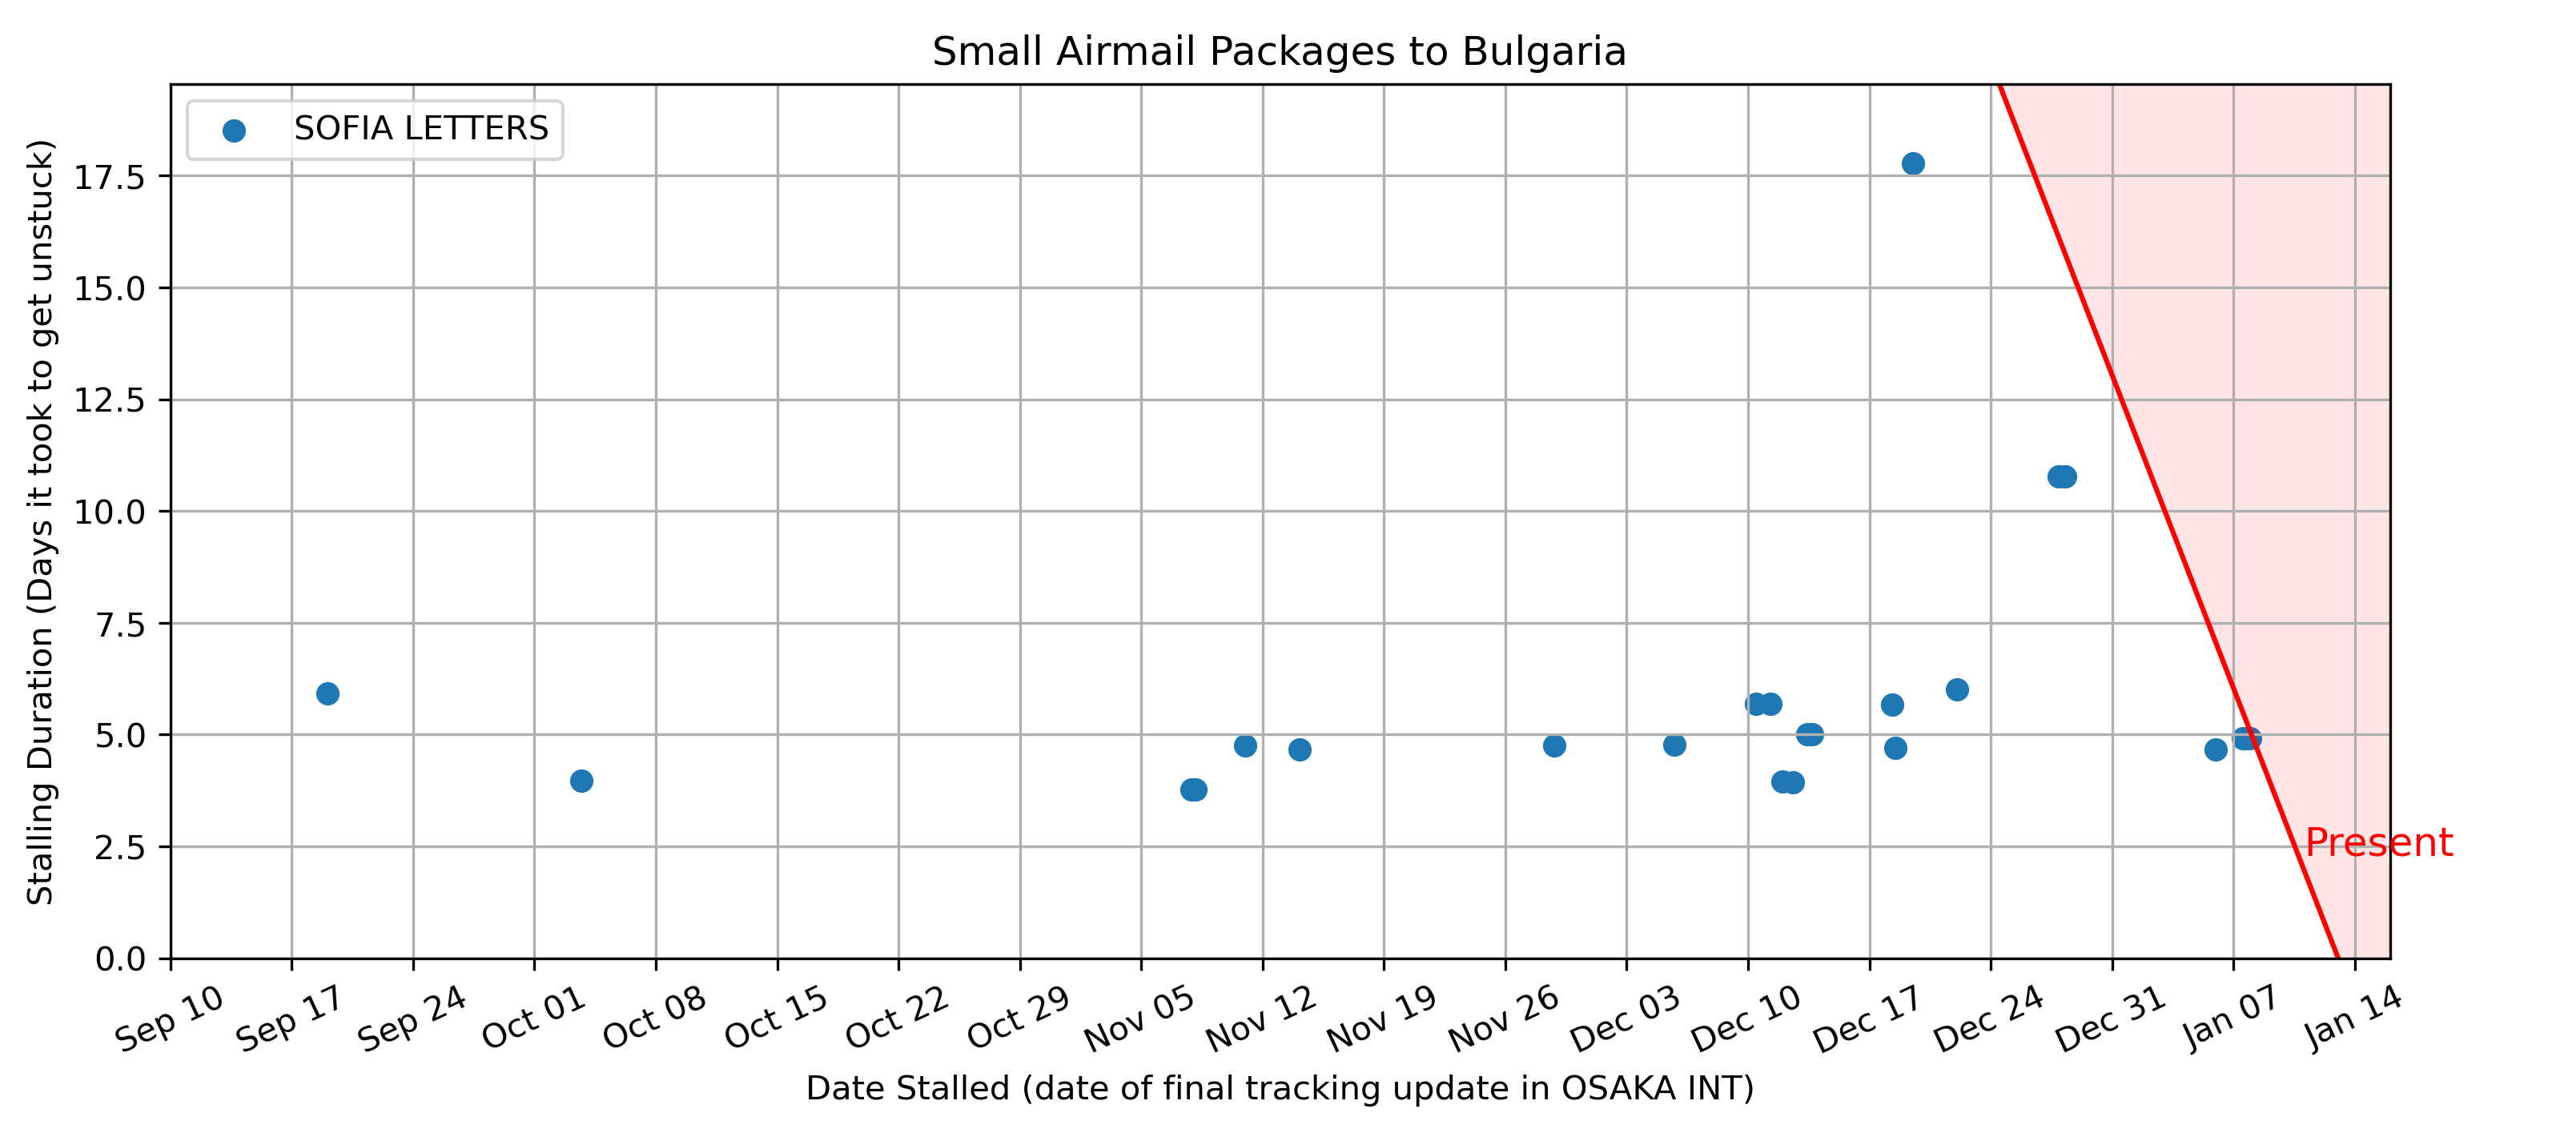 Small Airmail Packages to Bulgaria
SOFIA LETTERS
Stalling Duration (Days it took to get unstuck)
17.5
15.0
12.5
10.0
7.5
5.0
2.5
0.0
Present
Sep 10
Sep 17
Sep 24
Oct 01
Oct 08
Oct 15
Oct 22
Oct 29
Nov 05
Nov 12
Nov 19
Nov 26
Dec 03
Dec 10
Dec 17
Dec 24
Dec 31
Jan 07
Jan 14
Date Stalled (date of final tracking update in OSAKA INT)